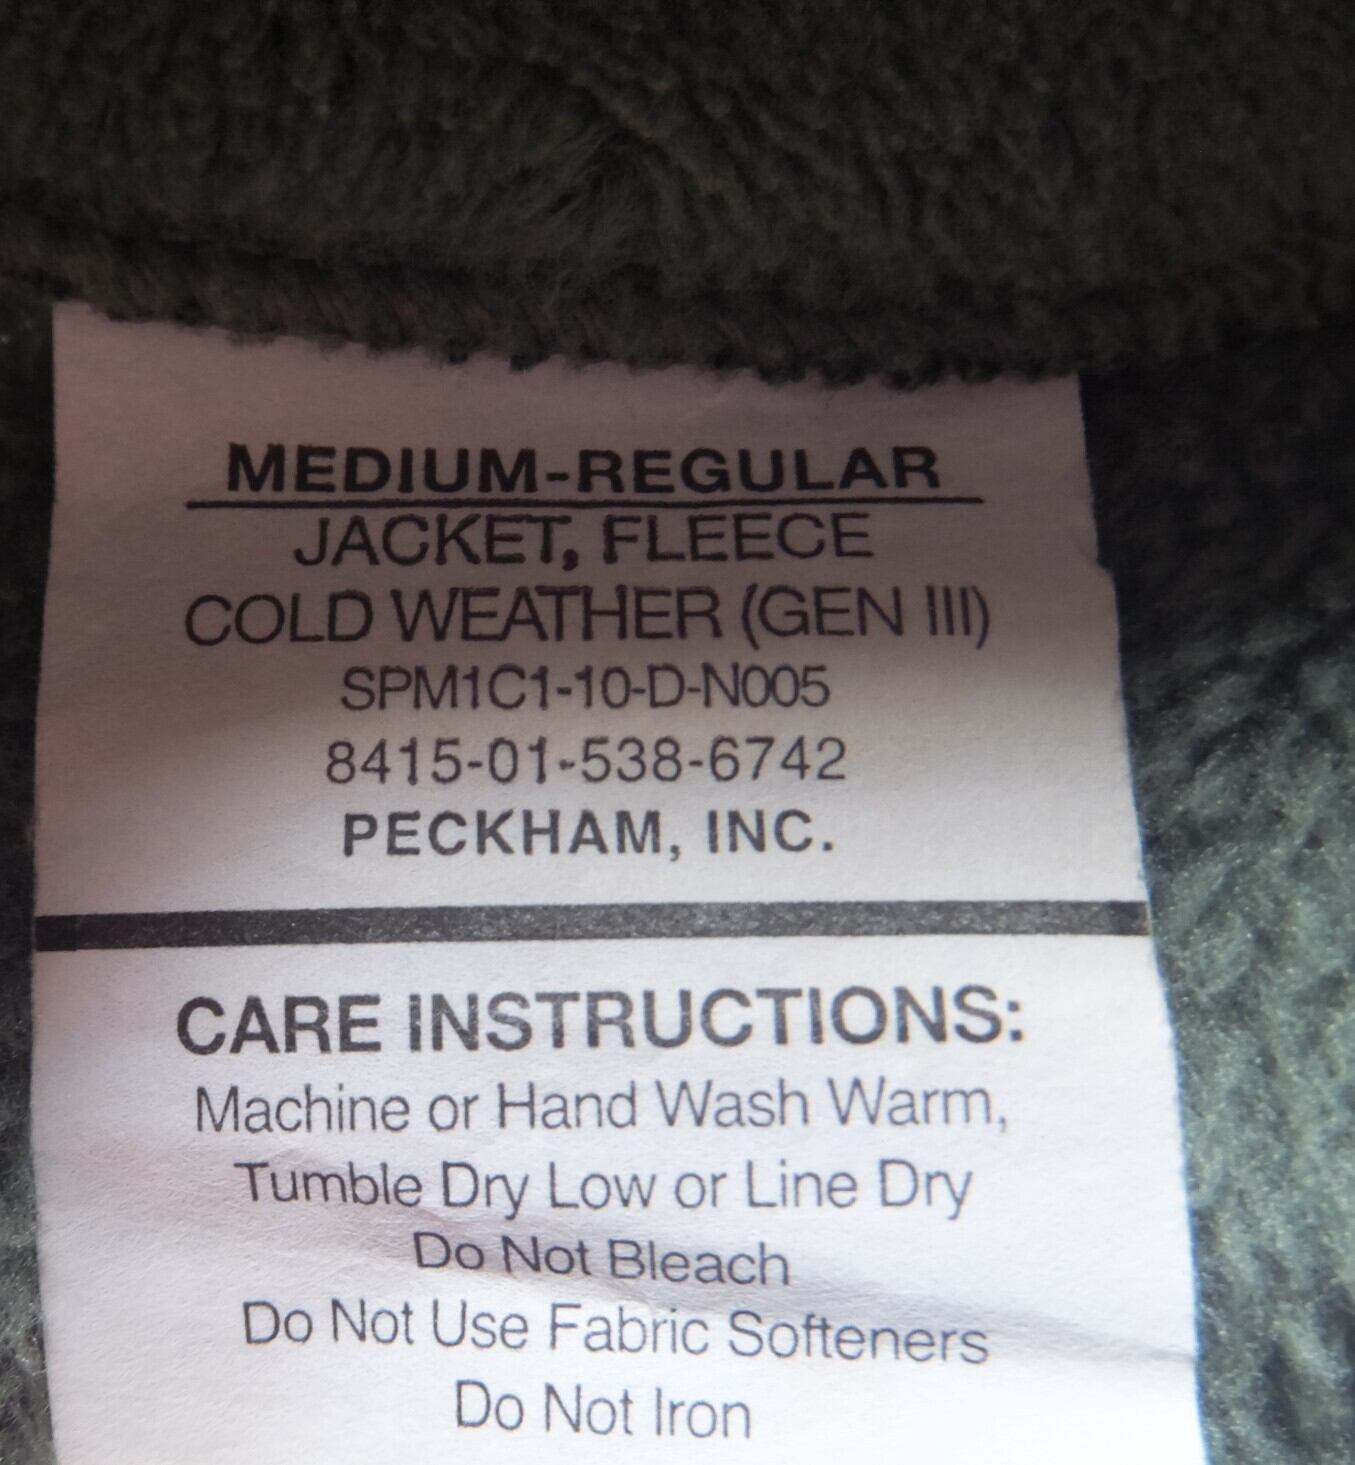 MEDIUM-REGULAR
JACKET, FLEECE
COLD WEATHER (GEN III)
SPM1C1-10-D-N005
8415-01-538-6742
PECKHAM, INC.
CARE INSTRUCTIONS:
Machine or Hand Wash Warm,
Tumble Dry Low or Line Dry
Do Not Bleach
Do Not Use Fabric Softeners
Do Not Iron